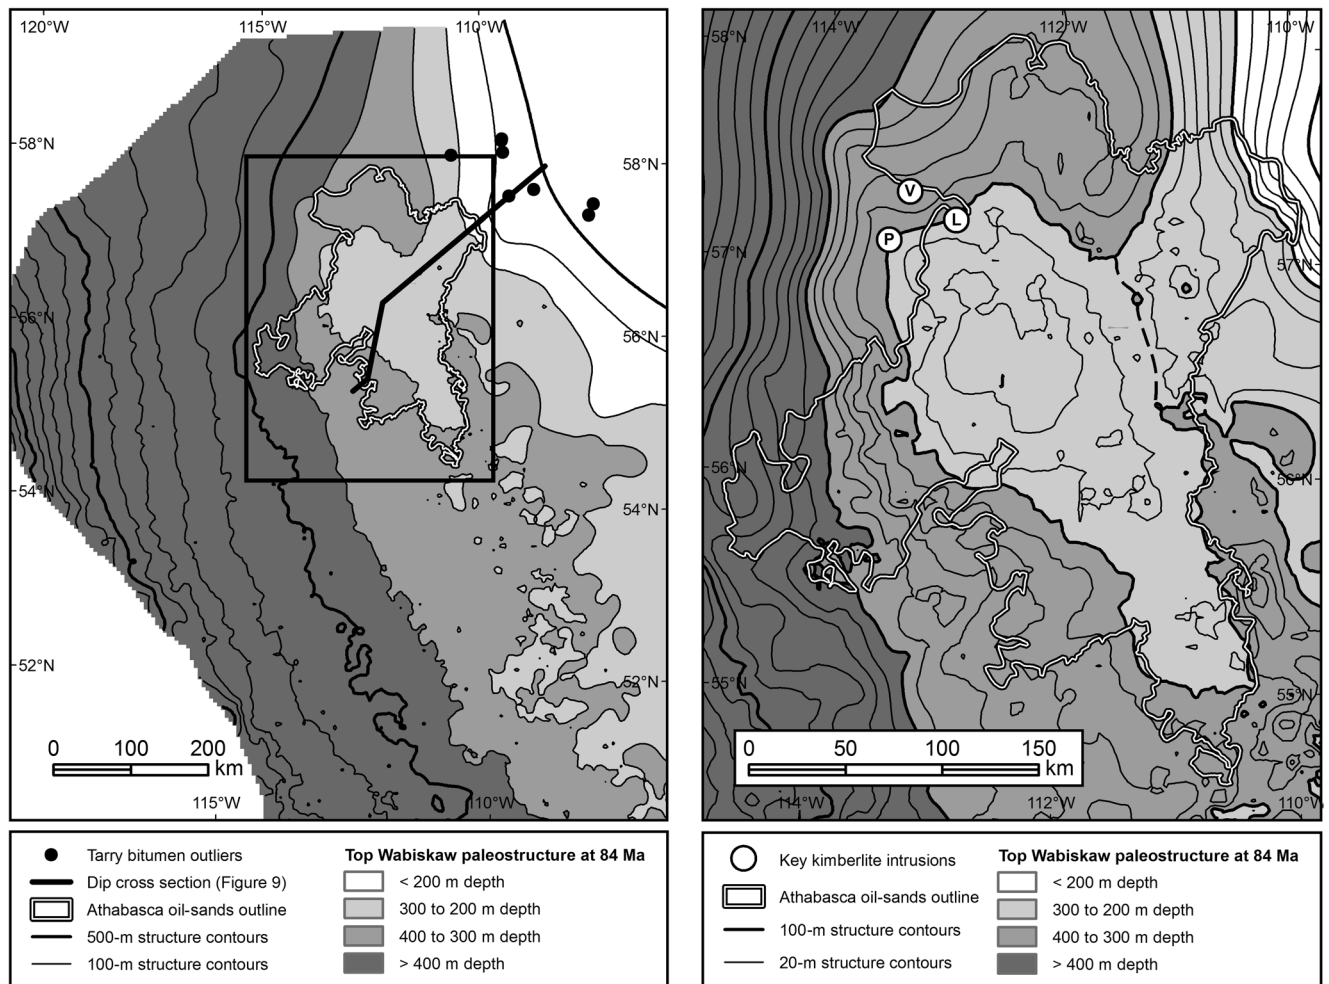 120°W 115°W 110°W
58°N 58°N
56°N 56°N
54°N 54°N
52°N 52°N
0 100 200 km
115°W 110°W
Tarry bitumen outliers
Dip cross section (Figure 9)
Athabasca oil-sands outline
500-m structure contours
100-m structure contours
Top Wabiskaw paleostructure at 84 Ma
< 200 m depth
300 to 200 m depth
400 to 300 m depth
> 400 m depth
114°W 112°W 110°W
58°N
V
L
P
57°N 57°N
56°N 56°N
55°N 55°N
0 50 100 150 km
114°W 112°W 110°W
Key kimberlite intrusions
Athabasca oil-sands outline
100-m structure contours
20-m structure contours
Top Wabiskaw paleostructure at 84 Ma
< 200 m depth
300 to 200 m depth
400 to 300 m depth
> 400 m depth